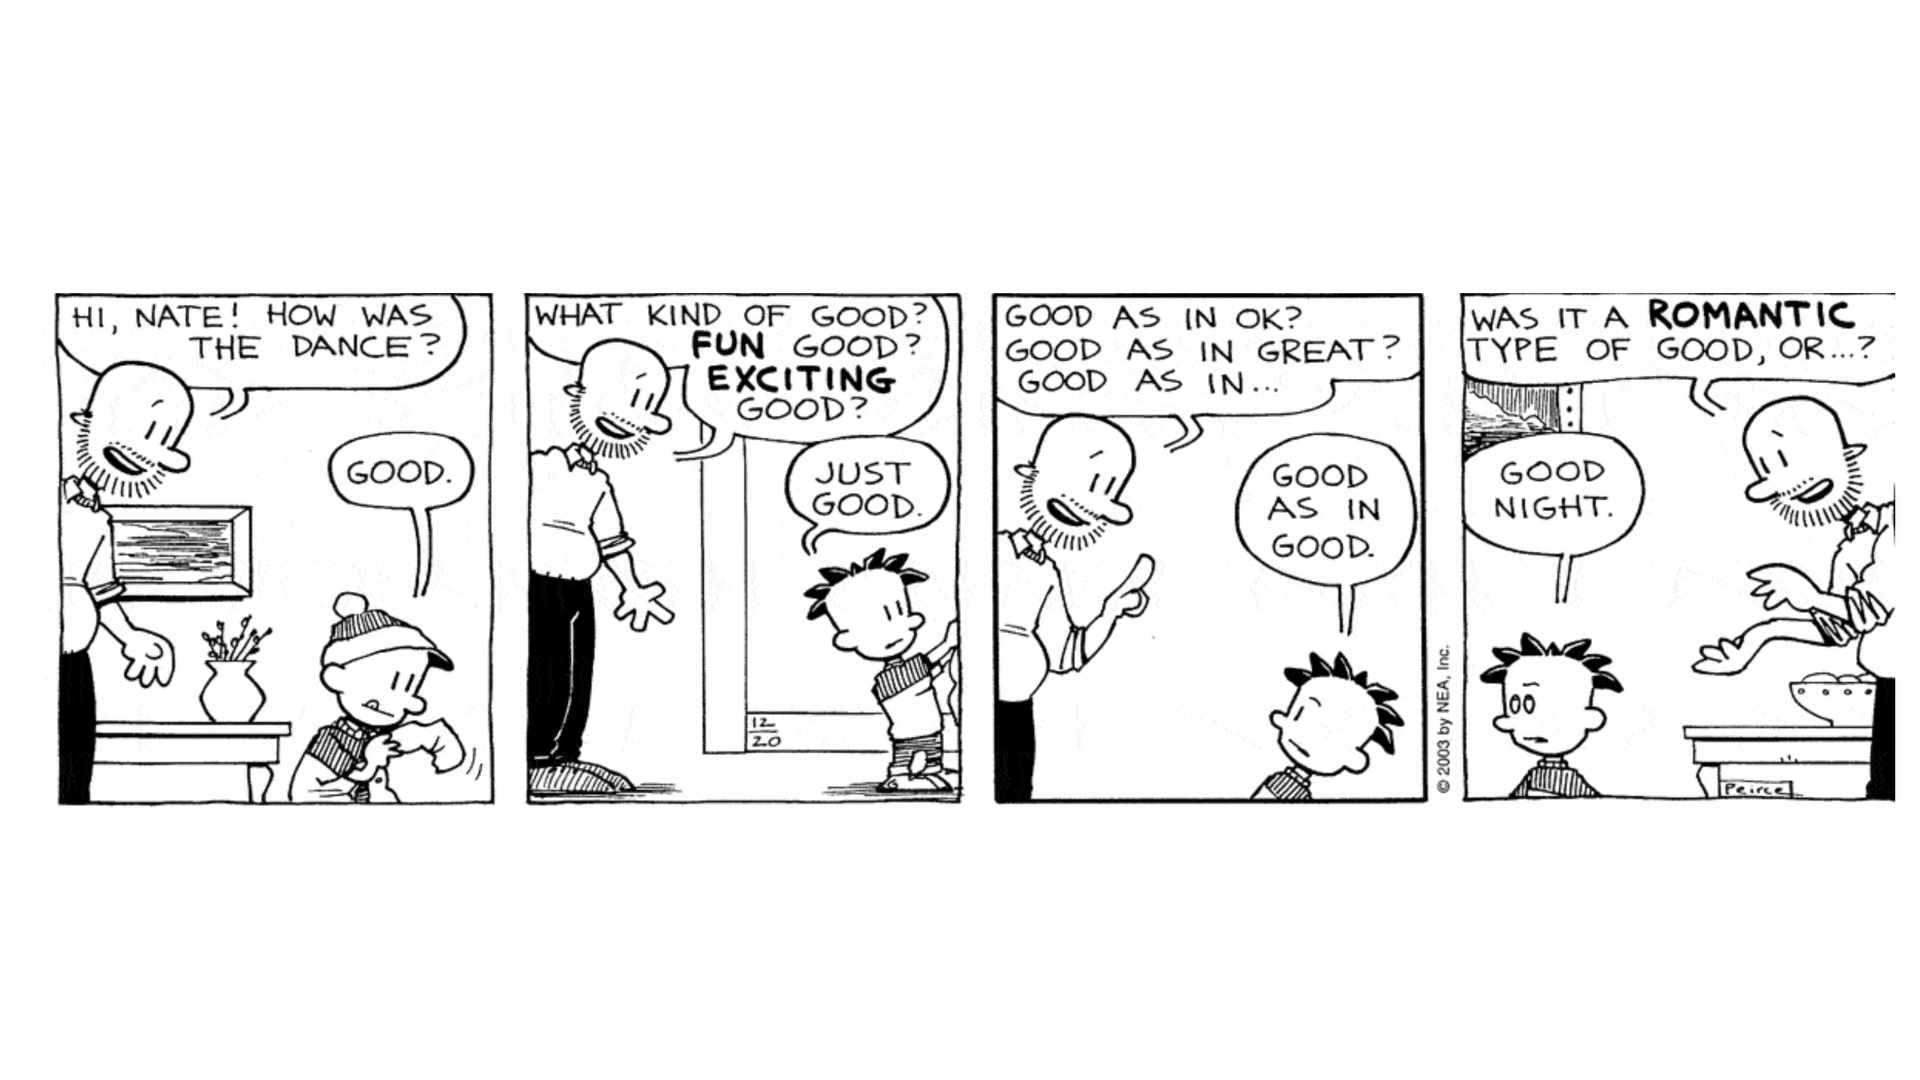 HI, NATE! HOW WAS
THE DANCE?
GOOD.
WHAT KIND OF GOOD?
FUN GOOD?
EXCITING
GOOD?
JUST
GOOD.
12
20
GOOD AS IN OK?
GOOD AS IN GREAT?
GOOD AS IN...
GOOD
AS IN
GOOD.
© 2003 by NEA, Inc.
WAS IT A ROMANTIC
TYPE OF GOOD, OR...?
GOOD
NIGHT.
Peirce